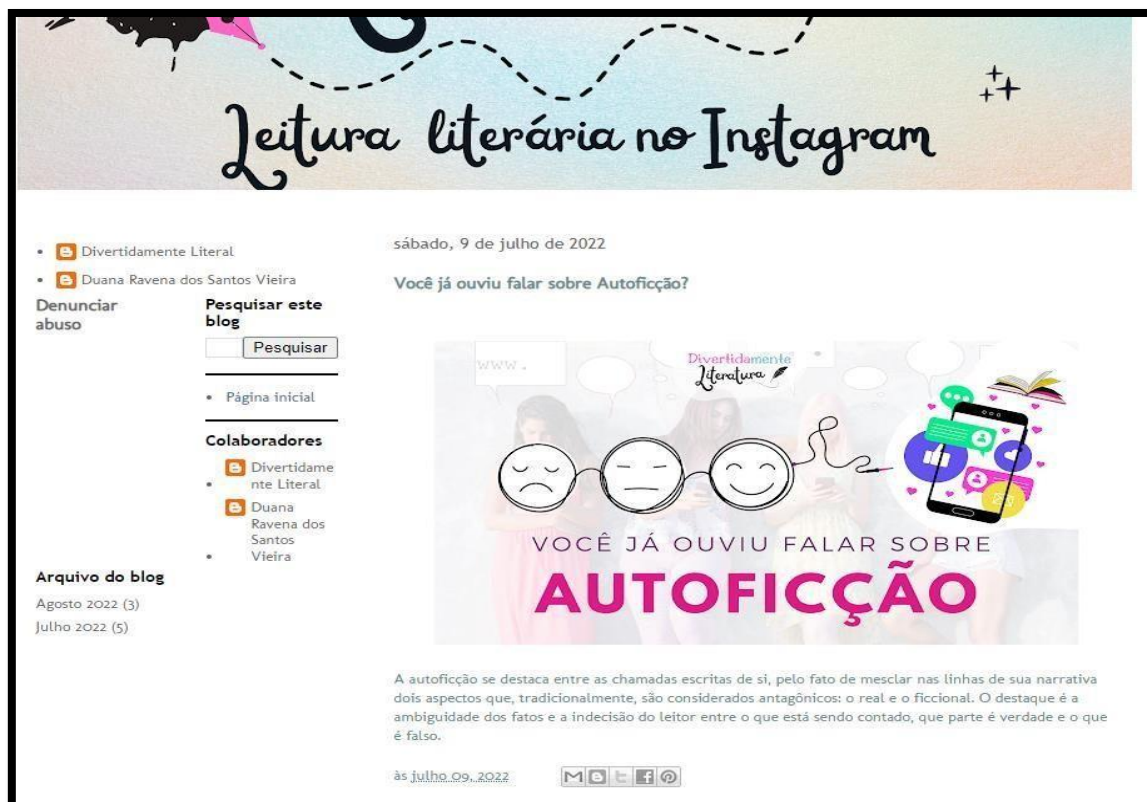 Leitura literária no Instagram
Divertidamente Literal
Duana Ravena dos Santos Vieira
Denunciar
abuso
Pesquisar este
blog
Pesquisar
Página inicial
Colaboradores
Divertidame
nte Literal
Duana
Ravena dos
Santos
Vieira
Arquivo do blog
Agosto 2022 (3)
Julho 2022 (5)
sábado, 9 de julho de 2022
Você já ouviu falar sobre Autoficção?
www.
Divertidamente
Literatura
VOCÊ JÁ OUVIU FALAR SOBRE
AUTOFICÇÃO
A autoficção se destaca entre as chamadas escritas de si, pelo fato de mesclar nas linhas de sua narrativa
dois aspectos que, tradicionalmente, são considerados antagônicos: o real e o ficcional. O destaque é a
ambiguidade dos fatos e a indecisão do leitor entre o que está sendo contado, que parte é verdade e o que
é falso.
às julho 09, 2022